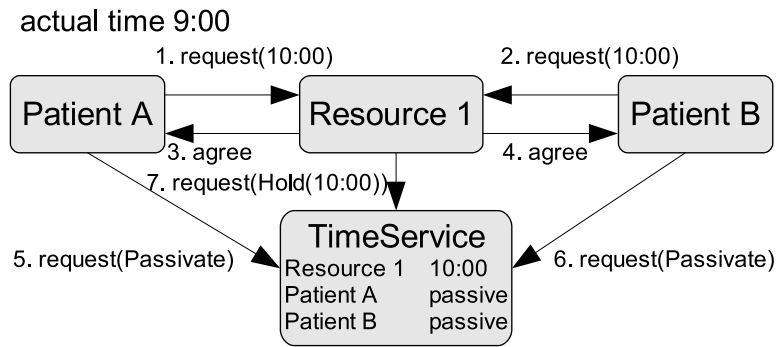 actual time 9:00
1. request(10:00)
2. request(10:00)
Patient A
Resource 1
Patient B
3. agree
4. agree
7. request(Hold(10:00))
5. request(Passivate)
6. request(Passivate)
TimeService
Resource 1 10:00
Patient A passive
Patient B passive